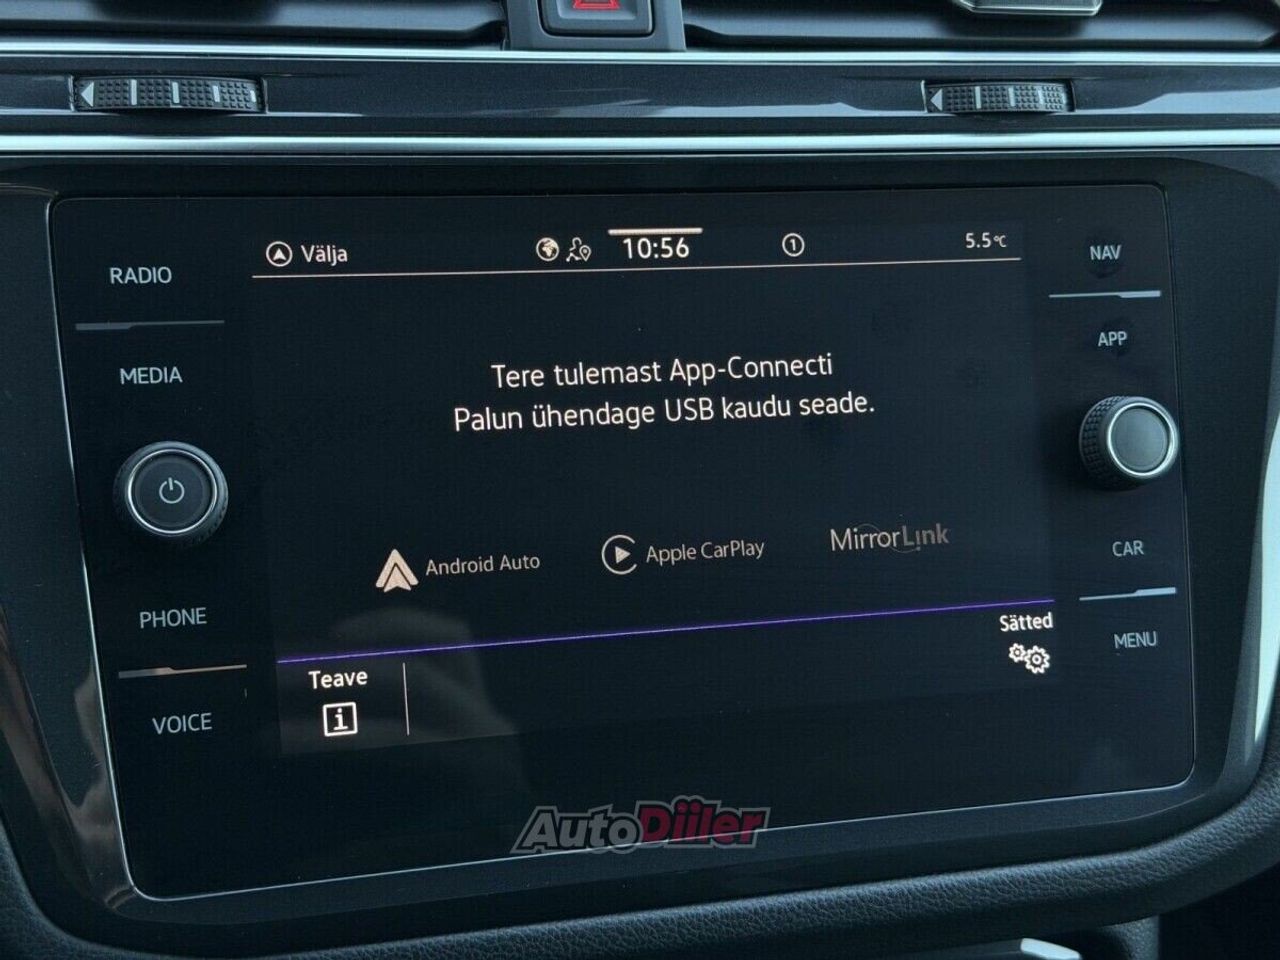 RADIO
MEDIA
PHONE
VOICE
Välja
10:56
1
5.5°C
Tere tulemast App-Connecti
Palun ühendage USB kaudu seade.
Android Auto
Apple CarPlay
MirrorLink
Sätted
Teave
i
NAV
APP
CAR
MENU
AutoDiiler